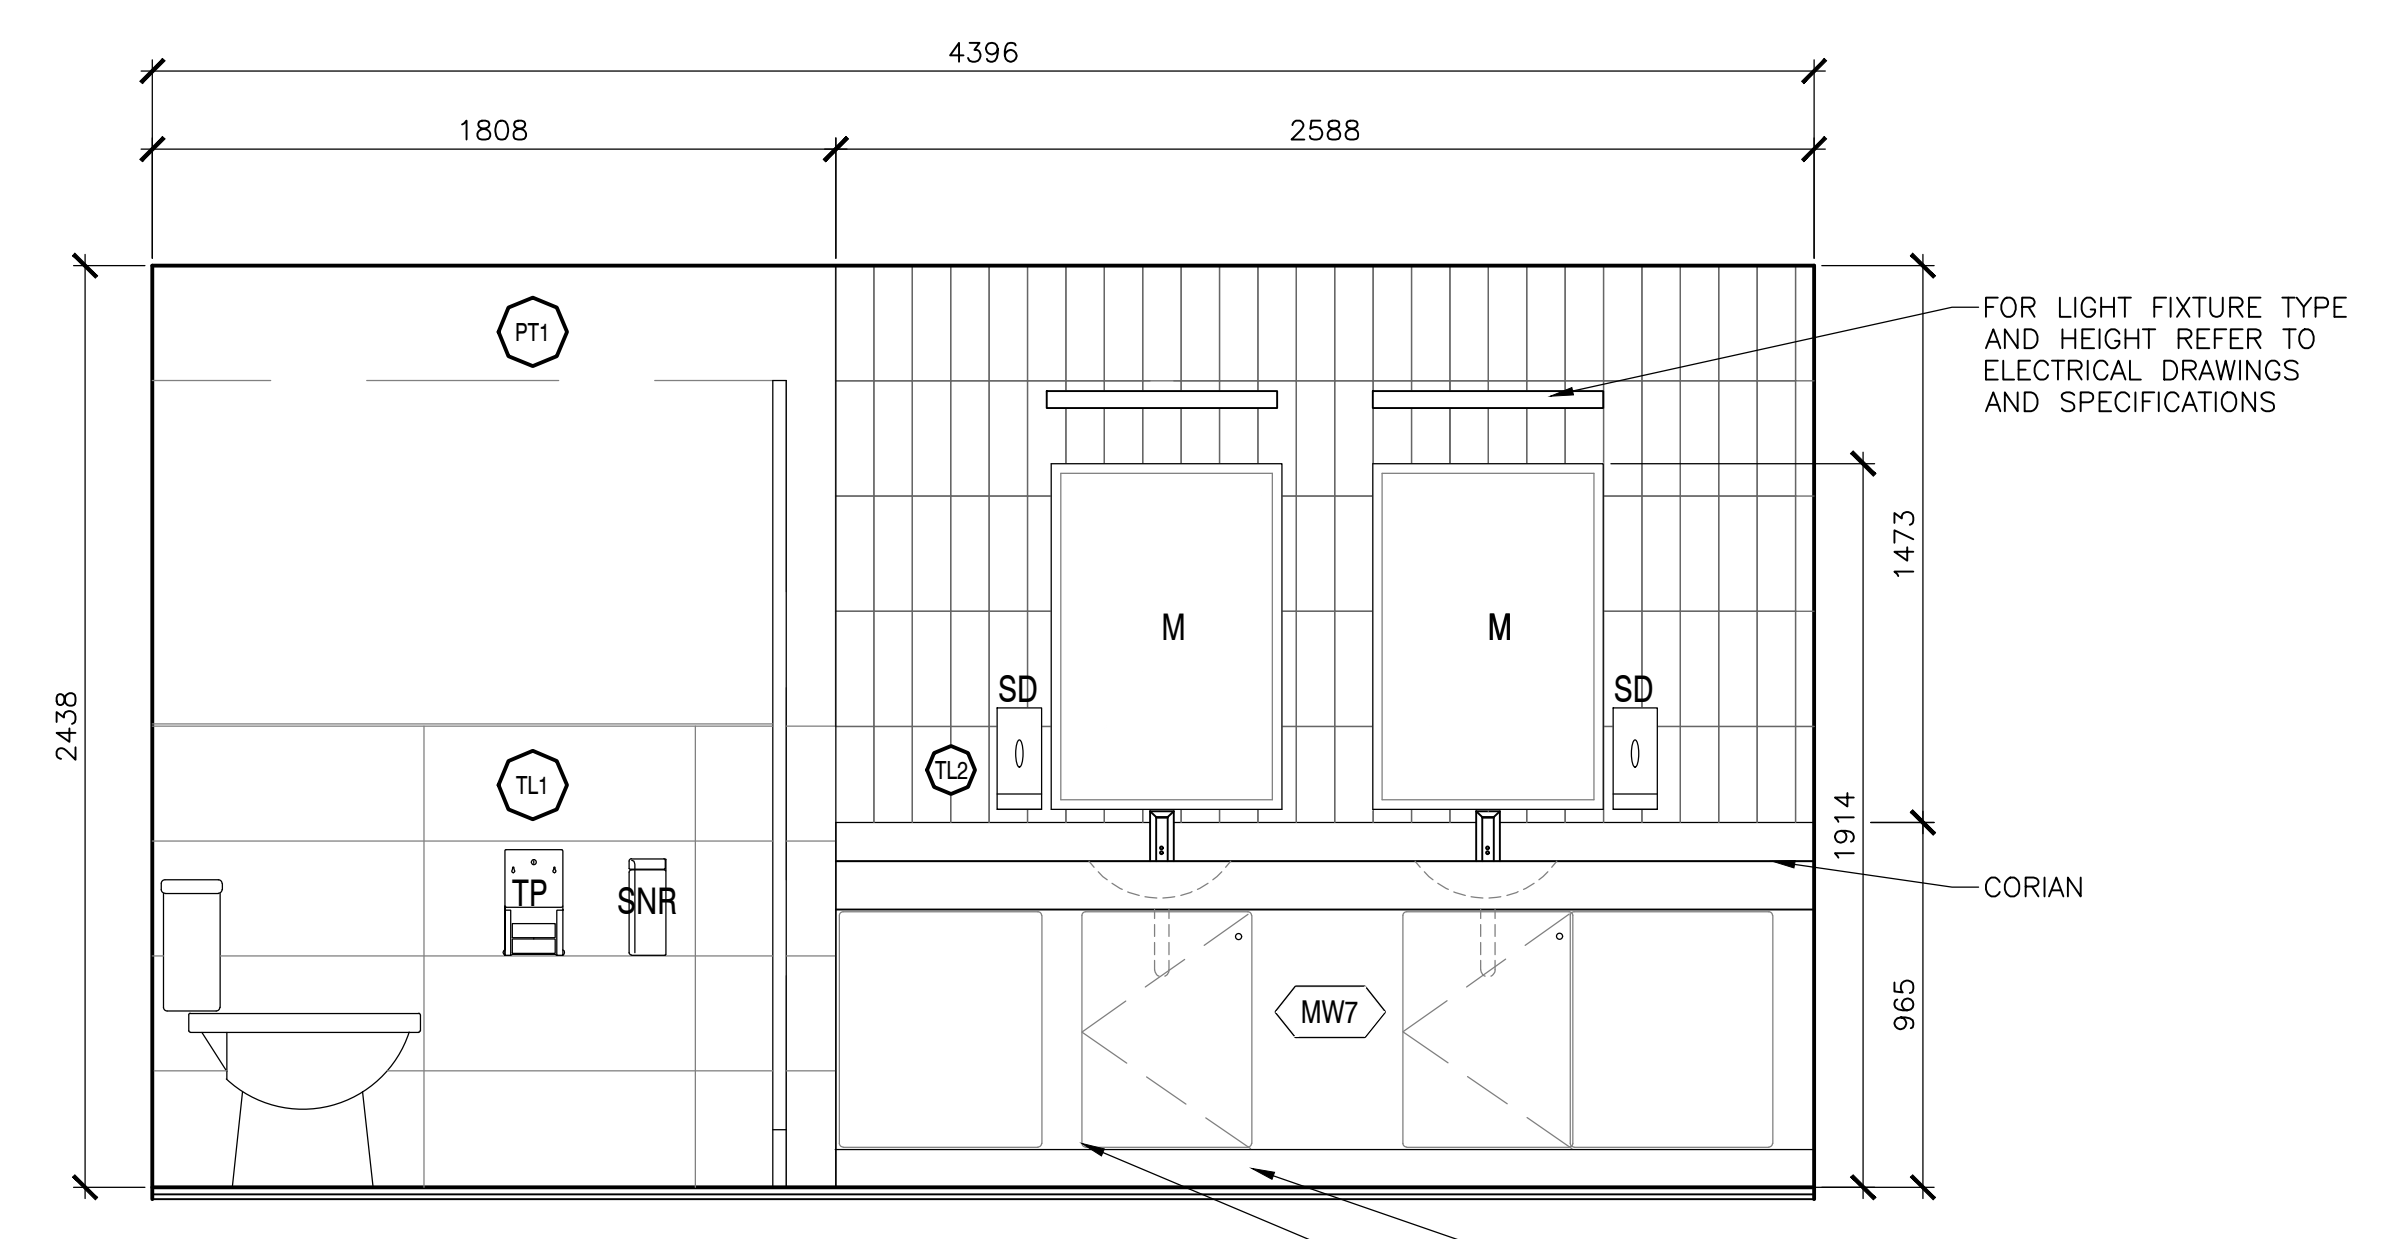 4396
1808
2588
PT1
FOR LIGHT FIXTURE TYPE
AND HEIGHT REFER TO
ELECTRICAL DRAWINGS
AND SPECIFICATIONS
1473
M
M
SD
SD
2438
TL1
TL2
1914
TP
SNR
CORIAN
MW7
965